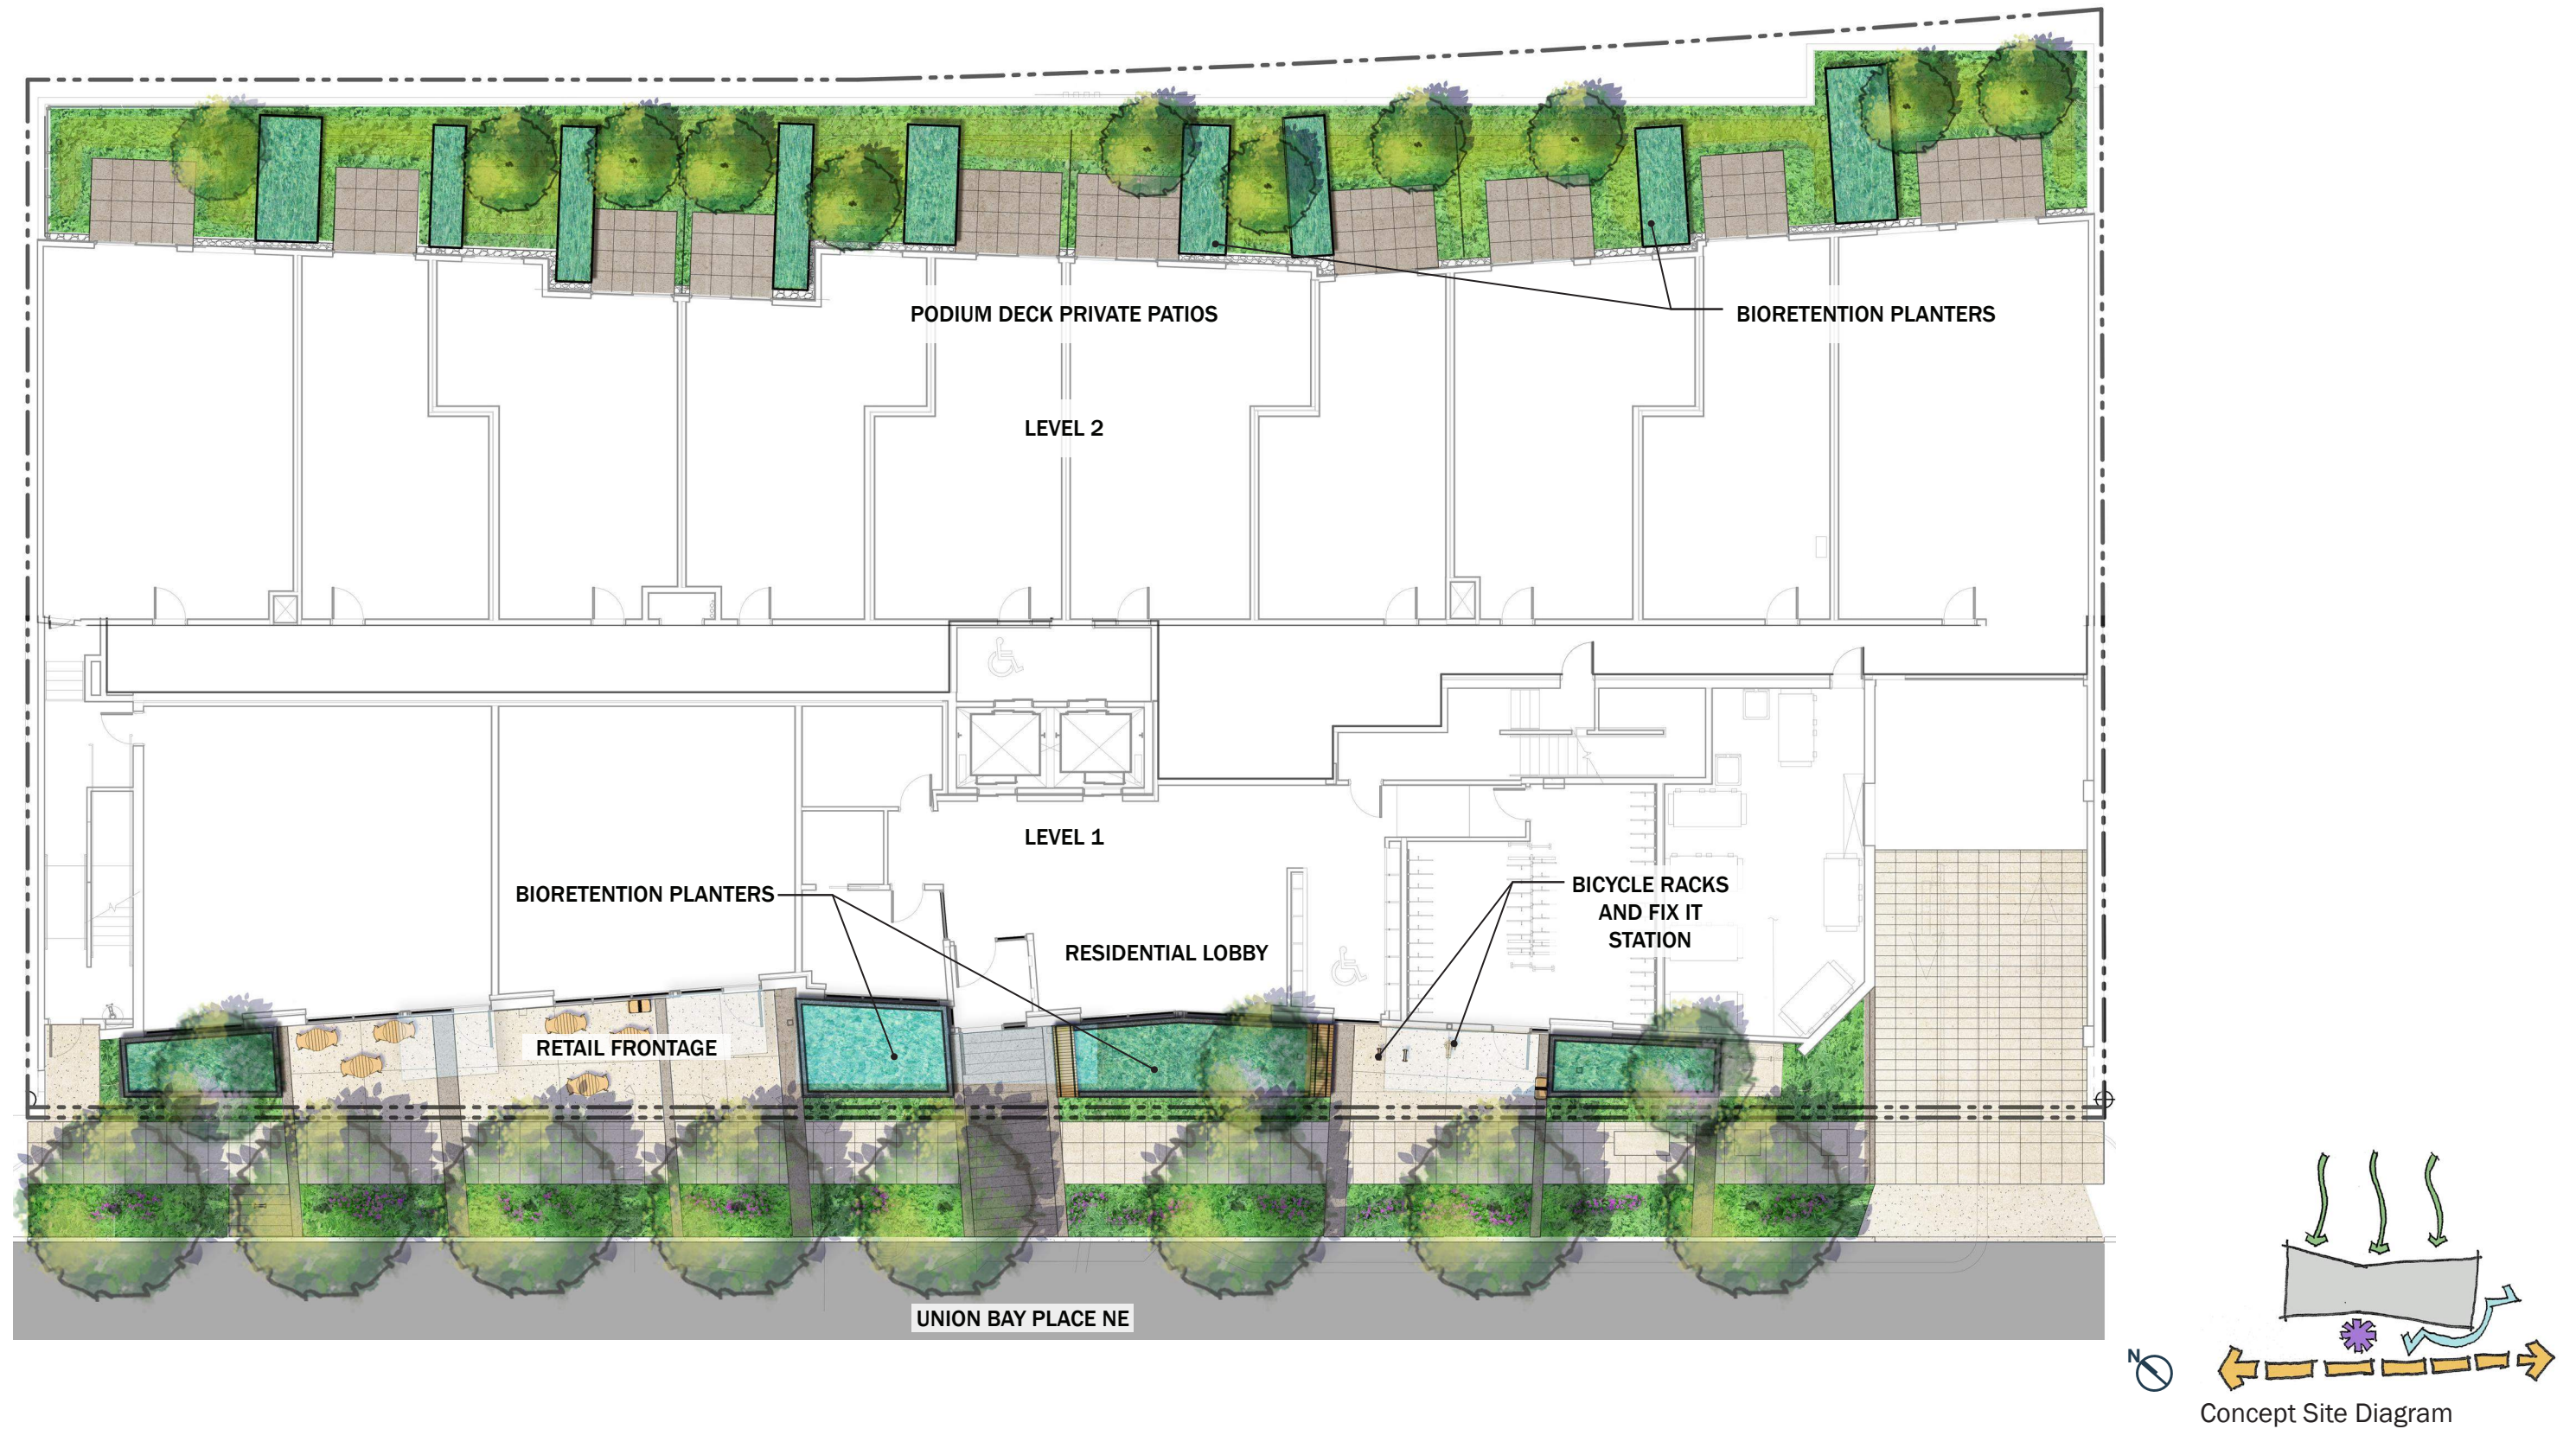 PODIUM DECK PRIVATE PATIOS
BIORETENTION PLANTERS
LEVEL 2
LEVEL 1
BIORETENTION PLANTERS
BICYCLE RACKS
AND FIX IT
STATION
RESIDENTIAL LOBBY
RETAIL FRONTAGE
UNION BAY PLACE NE
N
Concept Site Diagram